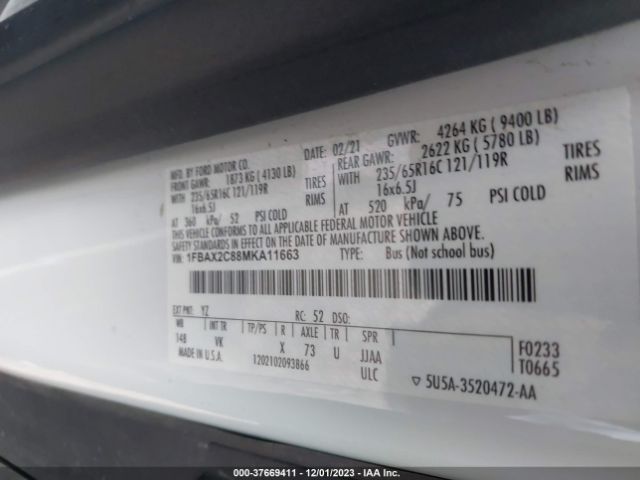 MFD. BY FORD MOTOR CO.
DATE: 02/21
GVWR: 4264 KG ( 9400 LB)
FRONT GAWR: 1873 KG ( 4130 LB)
REAR GAWR: 2622 KG ( 5780 LB)
WITH 235/65R16C 121/119R TIRES
16x6.5J RIMS
AT 360 kPa/ 52 PSI COLD
WITH 235/65R16C 121/119R TIRES
16x6.5J RIMS
AT 520 kPa/ 75 PSI COLD
THIS VEHICLE CONFORMS TO ALL APPLICABLE FEDERAL MOTOR VEHICLE
SAFETY STANDARDS IN EFFECT ON THE DATE OF MANUFACTURE SHOWN ABOVE.
VIN: 1FBAX2C88MKA11663
TYPE: Bus (Not school bus)
EXT PNT: YZ RC: 52 DSO:
WB INT TR TP/PS R AXLE TR SPR
148 VK X 73 U JJAA
MADE IN U.S.A. 1202102093866 ULC
F0233
T0665
▽ 5U5A-3520472-AA
000-37669411 - 12/01/2023 - IAA Inc.